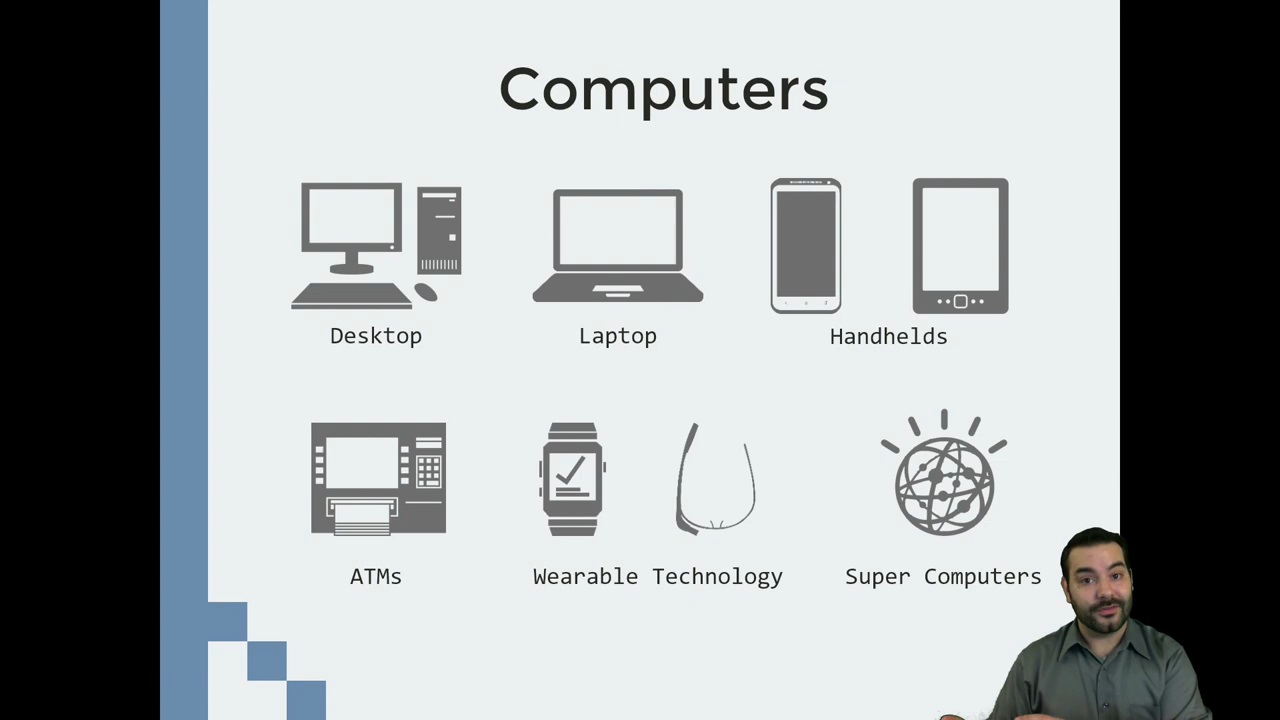 Computers
Desktop
Laptop
Handhelds
ATMs
Wearable Technology
Super Computers